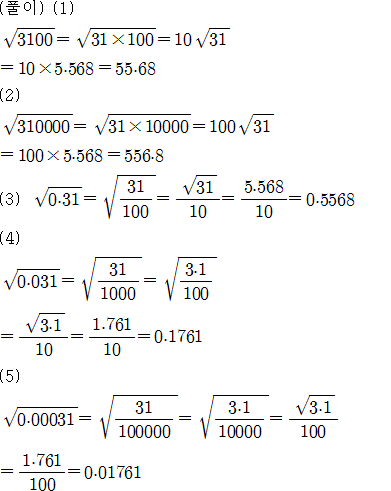 (풀이) (1)
√3100 = √31×100 = 10√31
= 10×5·568 = 55·68
(2)
√310000 = √31×10000 = 100√31
= 100×5·568 = 556·8
(3) √0·31 = √(31/100) = √31/10 = 5·568/10 = 0·5568
(4)
√0·031 = √(31/1000) = √(3·1/100)
= √3·1/10 = 1·761/10 = 0·1761
(5)
√0·00031 = √(31/100000) = √(3·1/10000) = √3·1/100
= 1·761/100 = 0·01761